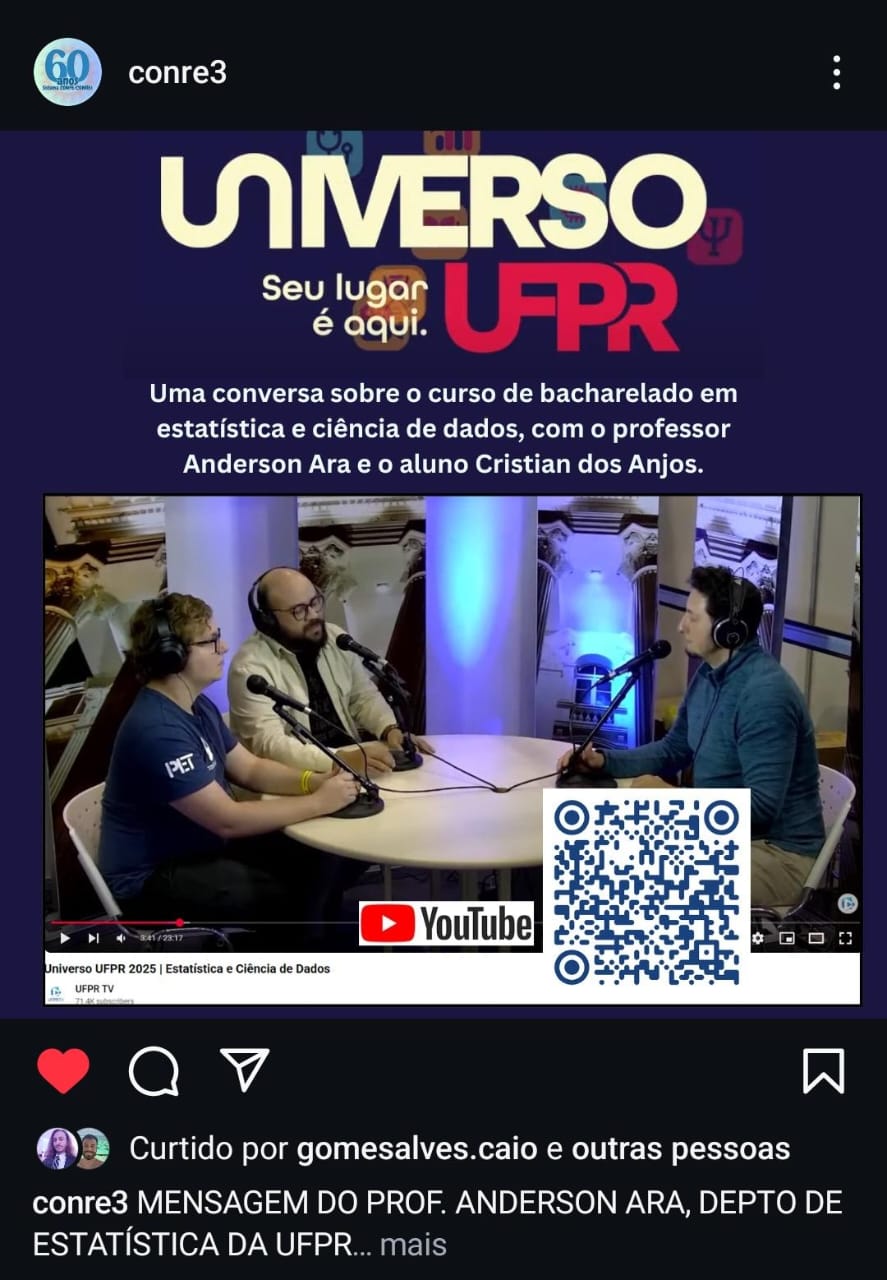 60
anos
conre3
UNIVERSO
Seu lugar
é aqui.
UFPR
Uma conversa sobre o curso de bacharelado em
estatística e ciência de dados, com o professor
Anderson Ara e o aluno Cristian dos Anjos.
PET
3:41 / 23:17
YouTube
Universo UFPR 2025 | Estatística e Ciência de Dados
UFPR TV
71.4K subscribers
Curtido por gomesalves.caio e outras pessoas
conre3 MENSAGEM DO PROF. ANDERSON ARA, DEPTO DE
ESTATÍSTICA DA UFPR... mais